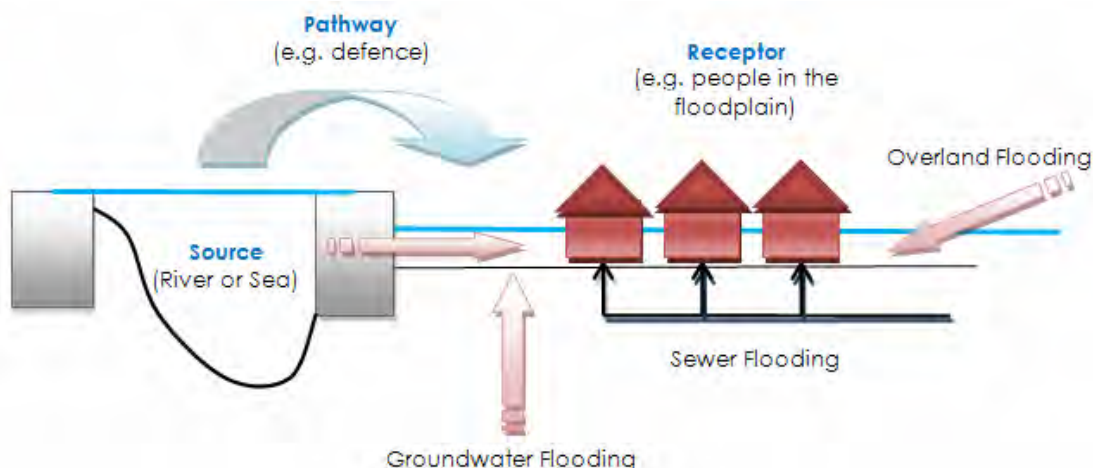 Pathway
(e.g. defence)
Receptor
(e.g. people in the
floodplain)
Overland Flooding
Source
(River or Sea)
Sewer Flooding
Groundwater Flooding